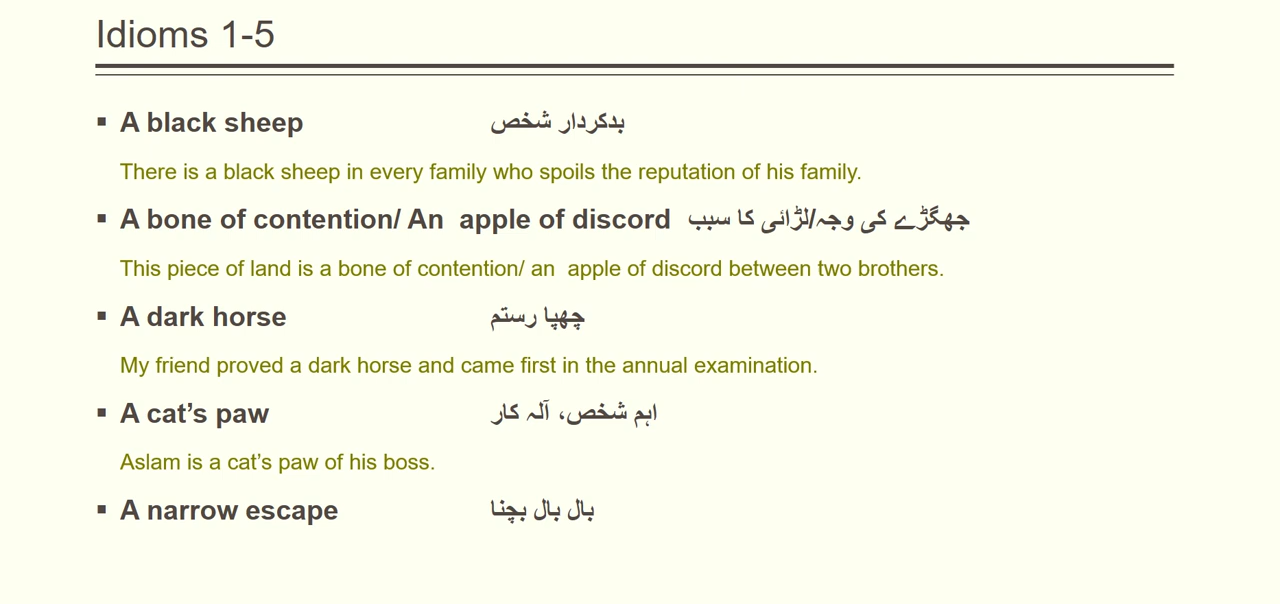 Idioms 1-5
▪ A black sheep بدکردار شخص
There is a black sheep in every family who spoils the reputation of his family.
▪ A bone of contention/ An  apple of discord جھگڑے کی وجہ/لڑائی کا سبب
This piece of land is a bone of contention/ an  apple of discord between two brothers.
▪ A dark horse چھپا رستم
My friend proved a dark horse and came first in the annual examination.
▪ A cat’s paw اہم شخص، آلہ کار
Aslam is a cat’s paw of his boss.
▪ A narrow escape بال بال بچنا